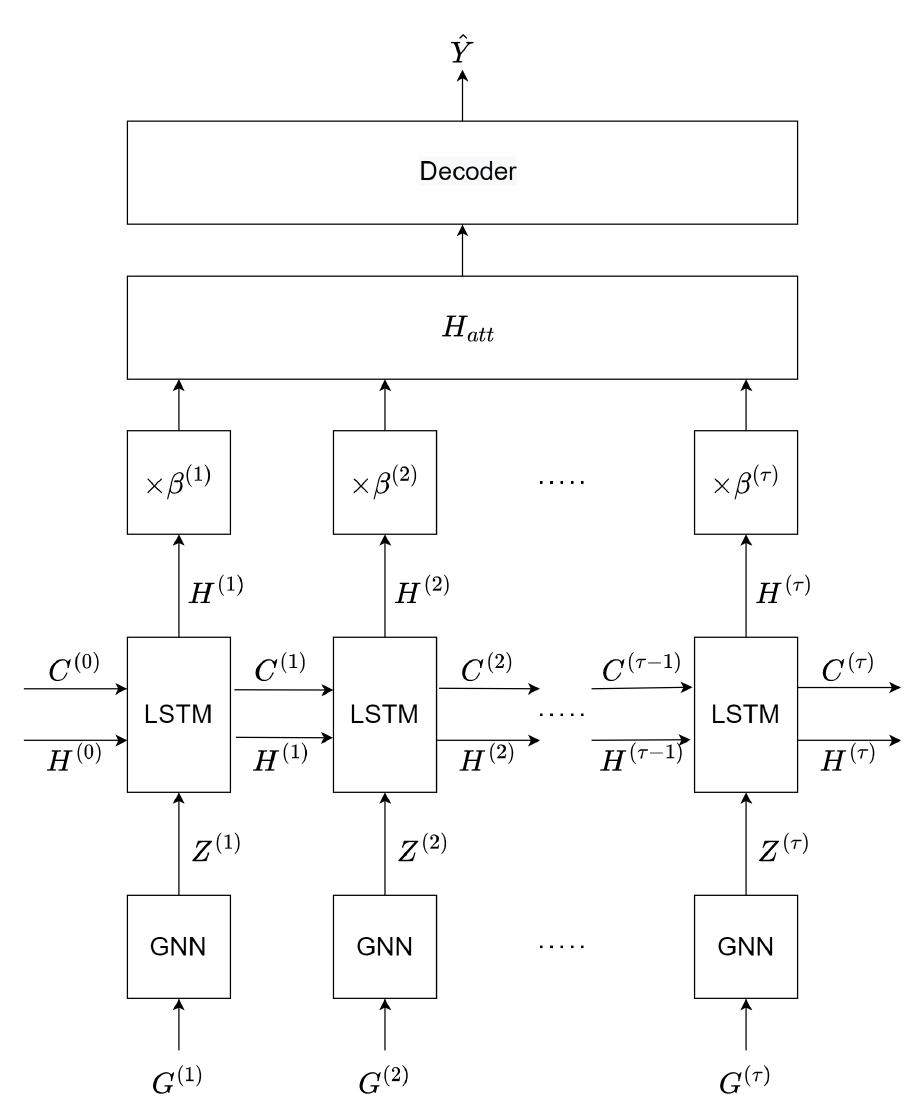 Ŷ
Decoder
H_att
×β^(1) ×β^(2) ..... ×β^(τ)
H^(1) H^(2) H^(τ)
C^(0) C^(1) C^(2) C^(τ−1) C^(τ)
LSTM LSTM ..... LSTM
H^(0) H^(1) H^(2) H^(τ−1) H^(τ)
Z^(1) Z^(2) Z^(τ)
GNN GNN ..... GNN
G^(1) G^(2) G^(τ)